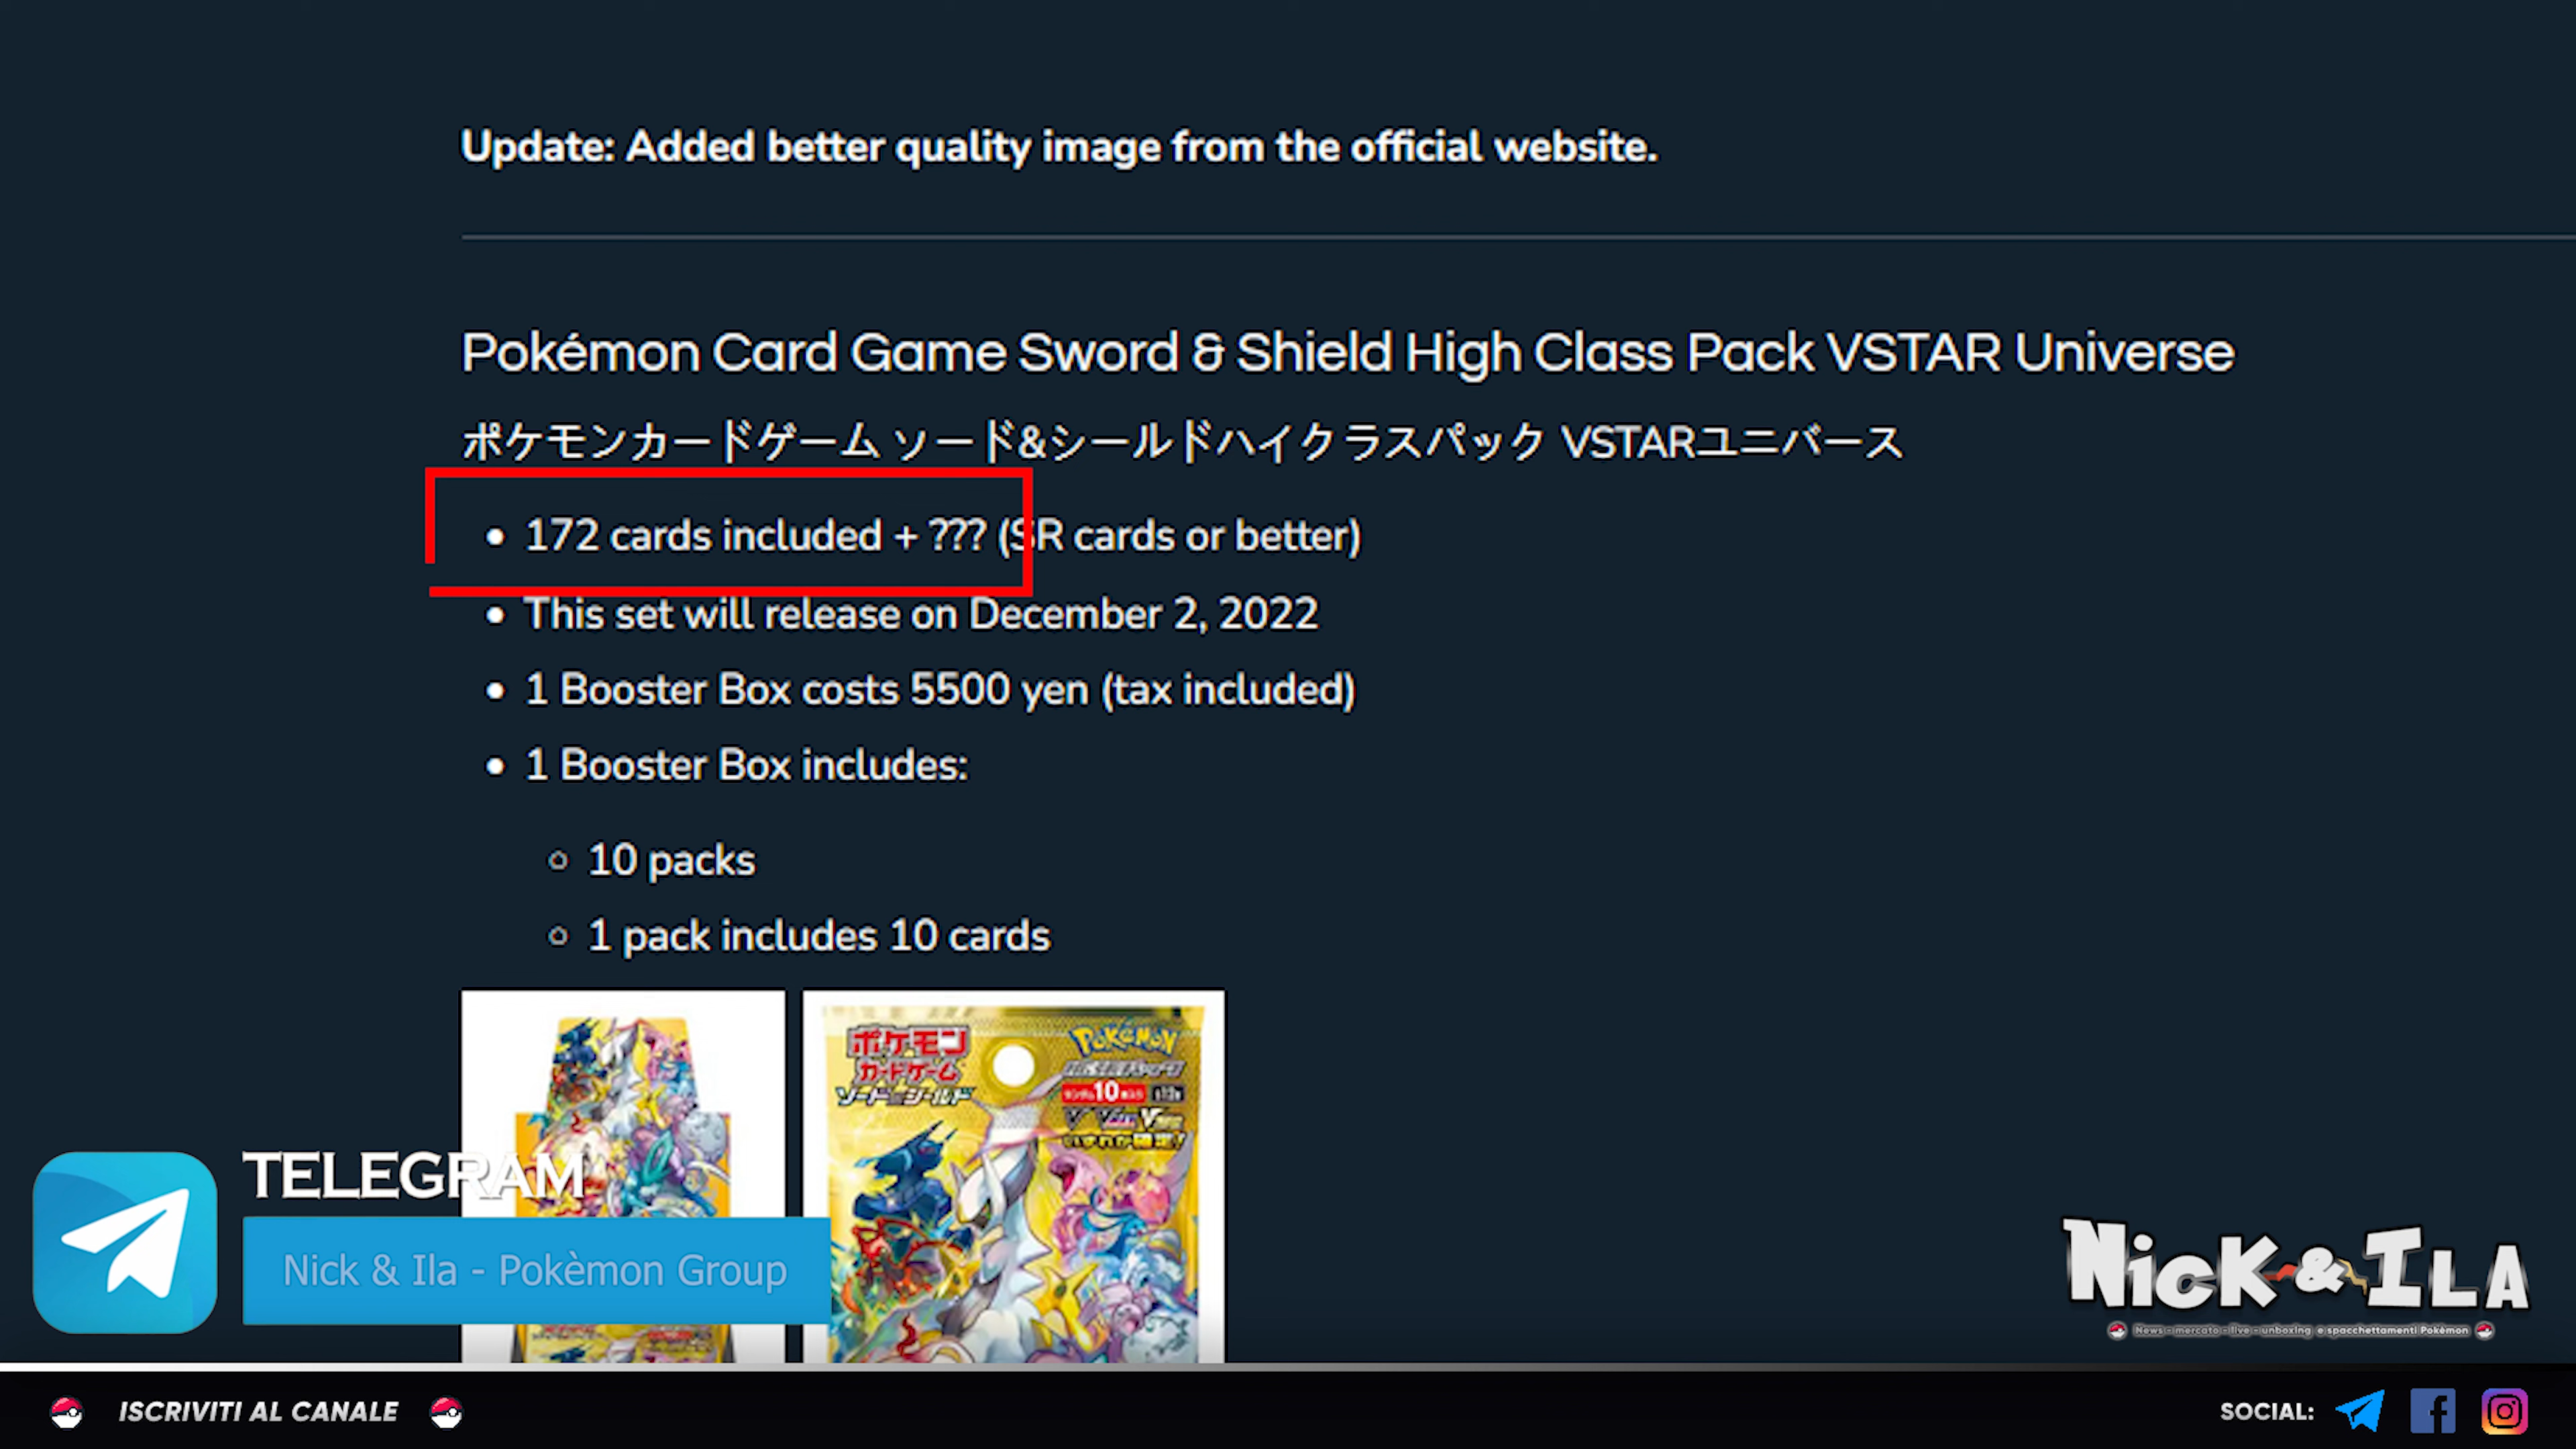 Update: Added better quality image from the official website.
Pokémon Card Game Sword & Shield High Class Pack VSTAR Universe
ポケモンカードゲーム ソード&シールドハイクラスパック VSTARユニバース
• 172 cards included + ??? (SR cards or better)
• This set will release on December 2, 2022
• 1 Booster Box costs 5500 yen (tax included)
• 1 Booster Box includes:
10 packs
1 pack includes 10 cards
ポケモン
カードゲーム
ソード&シールド
POKÉMON
TELEGRAM
Nick & Ila - Pokèmon Group
NICK & ILA
News - mercato - live - unboxing e spacchettamenti Pokémon
ISCRIVITI AL CANALE
SOCIAL: